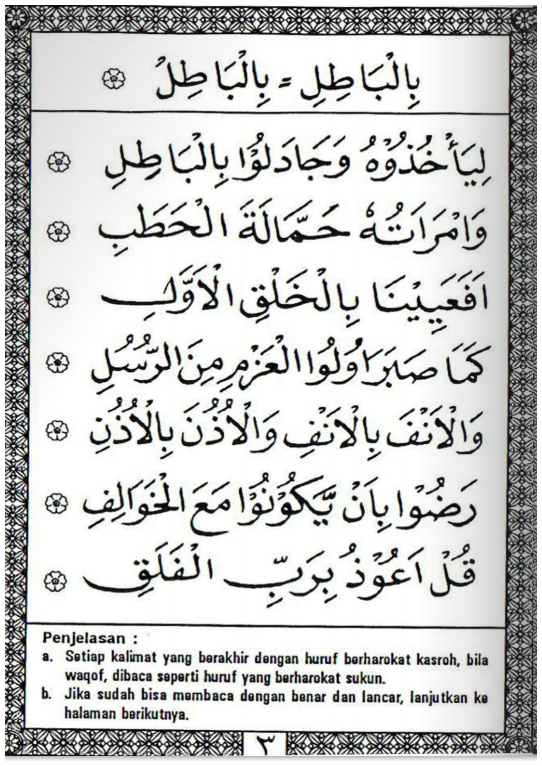 بِالْبَاطِلِ = بِالْبَاطِلْ
لِيَأْخُذُوْهُ وَجَادَلُوْا بِالْبَاطِلِ
وَامْرَاَتُهٗ حَمَّالَةَ الْحَطَبِ
اَفَعَيِيْنَا بِالْخَلْقِ الْاَوَّلِ
كَمَا صَبَرَ اُولُوا الْعَزْمِ مِنَ الرُّسُلِ
وَالْاَنْفَ بِالْاَنْفِ وَالْاُذُنَ بِالْاُذُنِ
رَضُوْا بِاَنْ يَّكُوْنُوْا مَعَ الْخَوَالِفِ
قُلْ اَعُوْذُ بِرَبِّ الْفَلَقِ
Penjelasan :
a. Setiap kalimat yang berakhir dengan huruf berharokat kasroh, bila
waqof, dibaca seperti huruf yang berharokat sukun.
b. Jika sudah bisa membaca dengan benar dan lancar, lanjutkan ke
halaman berikutnya.
٣